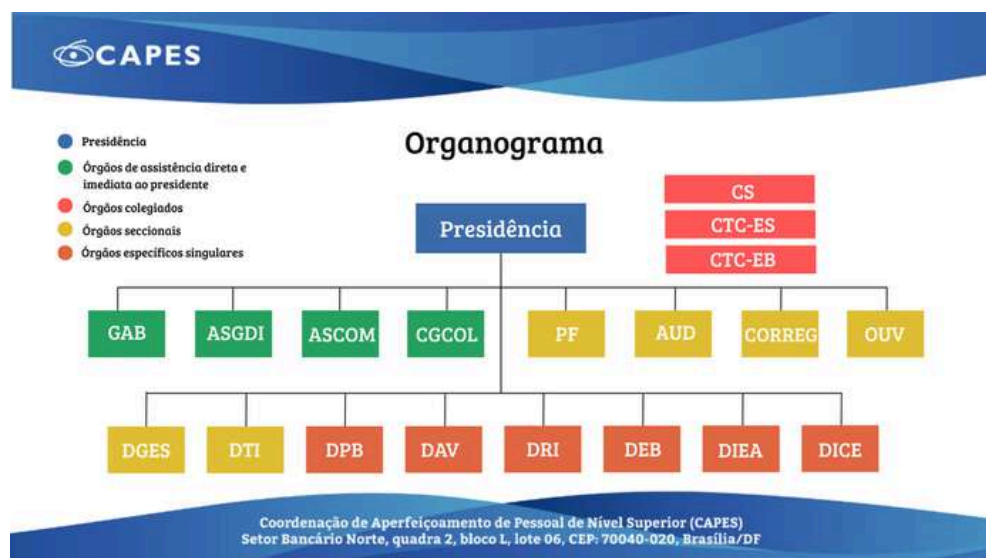 CAPES
Organograma
Presidência
Órgãos de assistência direta e
imediata ao presidente
Órgãos colegiados
Órgãos seccionais
Órgãos específicos singulares
Presidência
CS
CTC-ES
CTC-EB
GAB
ASGDI
ASCOM
CGCOL
PF
AUD
CORREG
OUV
DGES
DTI
DPB
DAV
DRI
DEB
DIEA
DICE
Coordenação de Aperfeiçoamento de Pessoal de Nível Superior (CAPES)
Setor Bancário Norte, quadra 2, bloco L, lote 06, CEP: 70040-020, Brasília/DF